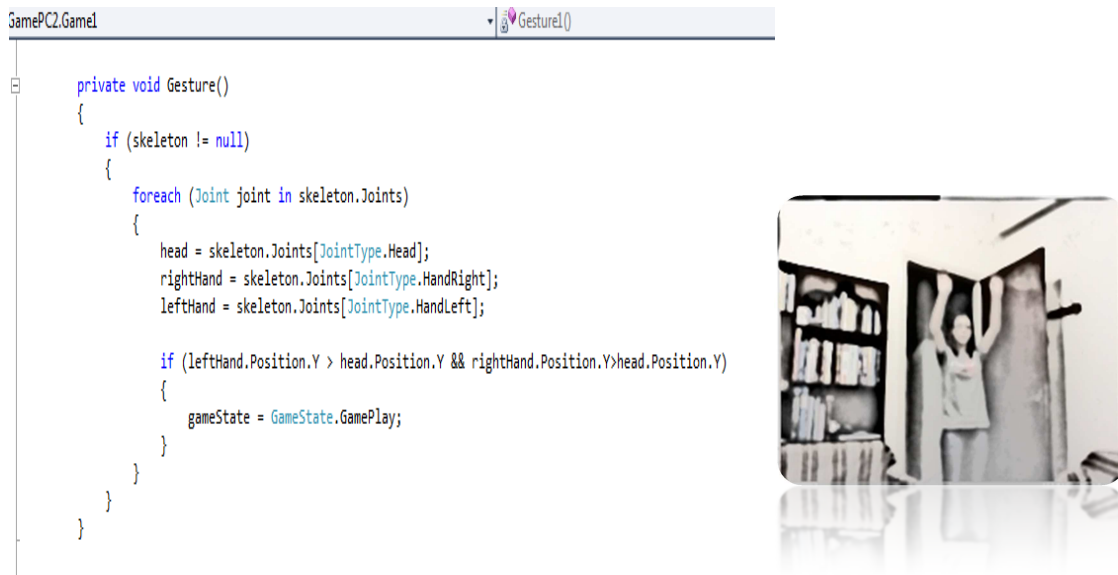 GamePC2.Game1 Gesture1()
private void Gesture()
{
if (skeleton != null)
{
foreach (Joint joint in skeleton.Joints)
{
head = skeleton.Joints[JointType.Head];
rightHand = skeleton.Joints[JointType.HandRight];
leftHand = skeleton.Joints[JointType.HandLeft];
if (leftHand.Position.Y > head.Position.Y && rightHand.Position.Y>head.Position.Y)
{
gameState = GameState.GamePlay;
}
}
}
}